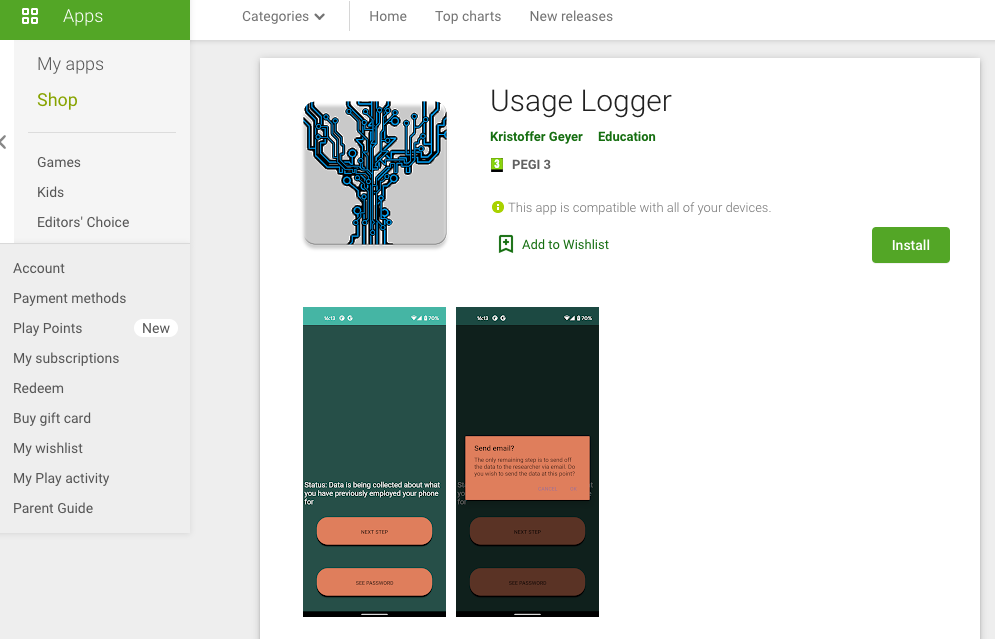 Apps
Categories
Home
Top charts
New releases
My apps
Shop
Games
Kids
Editors' Choice
Account
Payment methods
Play Points
New
My subscriptions
Redeem
Buy gift card
My wishlist
My Play activity
Parent Guide
Usage Logger
Kristoffer Geyer
Education
3
PEGI 3
This app is compatible with all of your devices.
Add to Wishlist
Install
14:13
70%
Status: Data is being collected about what
you have previously employed your phone
for
NEXT STEP
SEE PASSWORD
14:13
70%
Send email?
The only remaining step is to send off
the data to the researcher via email. Do
you wish to send the data at this point?
CANCEL
OK
for
NEXT STEP
SEE PASSWORD